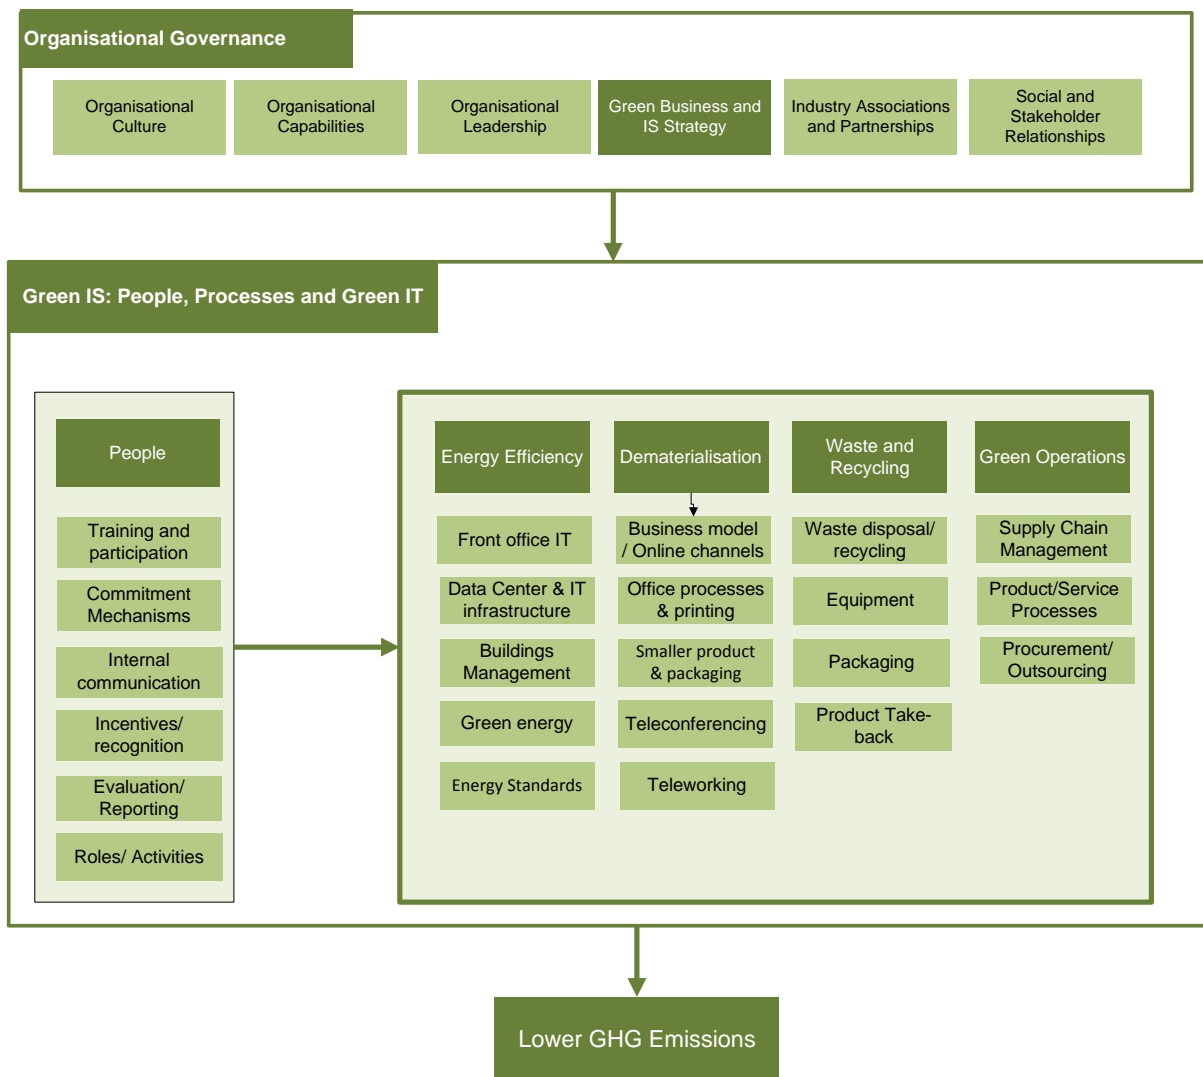 Organisational Governance
Organisational
Culture
Organisational
Capabilities
Organisational
Leadership
Green Business and
IS Strategy
Industry Associations
and Partnerships
Social and
Stakeholder
Relationships
Green IS: People, Processes and Green IT
People
Training and
participation
Commitment
Mechanisms
Internal
communication
Incentives/
recognition
Evaluation/
Reporting
Roles/ Activities
Energy Efficiency
Front office IT
Data Center & IT
infrastructure
Buildings
Management
Green energy
Energy Standards
Dematerialisation
Business model
/ Online channels
Office processes
& printing
Smaller product
& packaging
Teleconferencing
Teleworking
Waste and
Recycling
Waste disposal/
recycling
Equipment
Packaging
Product Take-
back
Green Operations
Supply Chain
Management
Product/Service
Processes
Procurement/
Outsourcing
Lower GHG Emissions